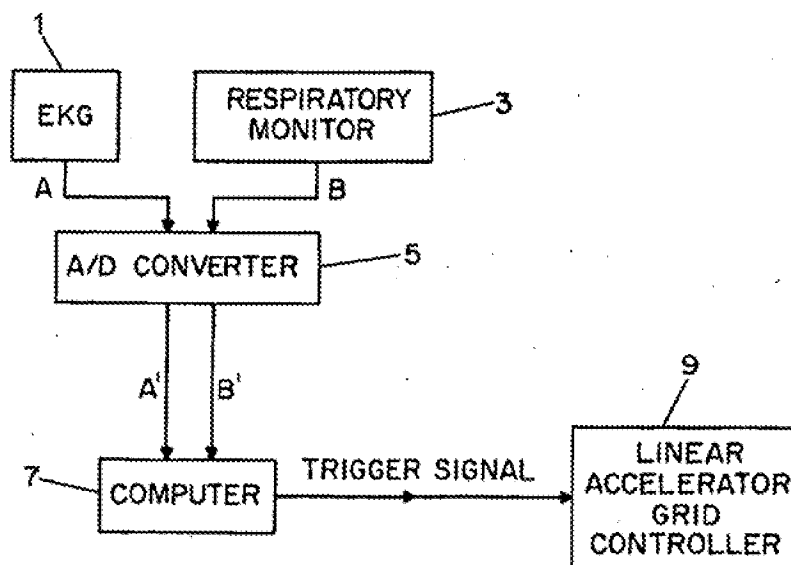 1
EKG
RESPIRATORY
MONITOR
3
A
B
A/D CONVERTER
5
A'
B'
9
7
COMPUTER
TRIGGER SIGNAL
LINEAR
ACCELERATOR
GRID
CONTROLLER